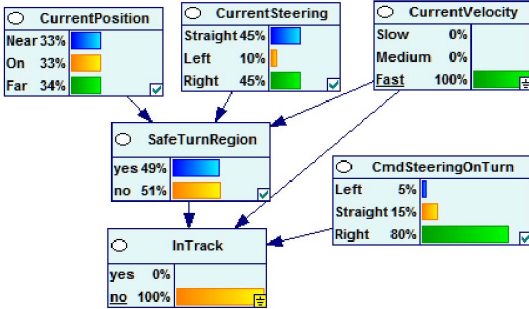 CurrentPosition
Near 33%
On 33%
Far 34%
CurrentSteering
Straight 45%
Left 10%
Right 45%
CurrentVelocity
Slow 0%
Medium 0%
Fast 100%
SafeTurnRegion
yes 49%
no 51%
CmdSteeringOnTurn
Left 5%
Straight 15%
Right 80%
InTrack
yes 0%
no 100%